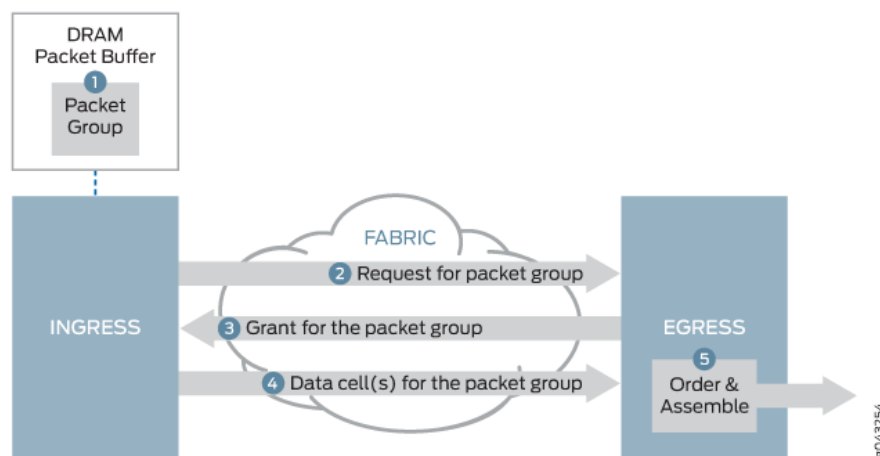 DRAM
Packet Buffer
1
Packet
Group
FABRIC
2 Request for packet group
INGRESS
3 Grant for the packet group
EGRESS
4 Data cell(s) for the packet group
5
Order &
Assemble
g043254